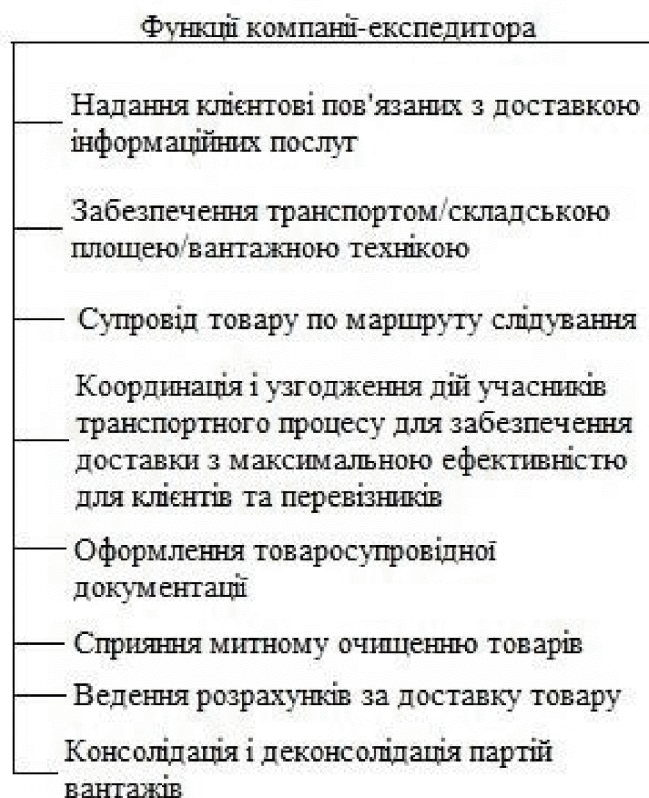 Функції компанії-експедитора
Надання клієнтові пов'язаних з доставкою
інформаційних послуг
Забезпечення транспортом/складською
площею/вантажною технікою
Супровід товару по маршруту слідування
Координація і узгодження дій учасників
транспортного процесу для забезпечення
доставки з максимальною ефективністю
для клієнтів та перевізників
Оформлення товаросупровідної
документації
Сприяння митному очищенню товарів
Ведення розрахунків за доставку товару
Консолідація і деконсолідація партій
вантажів